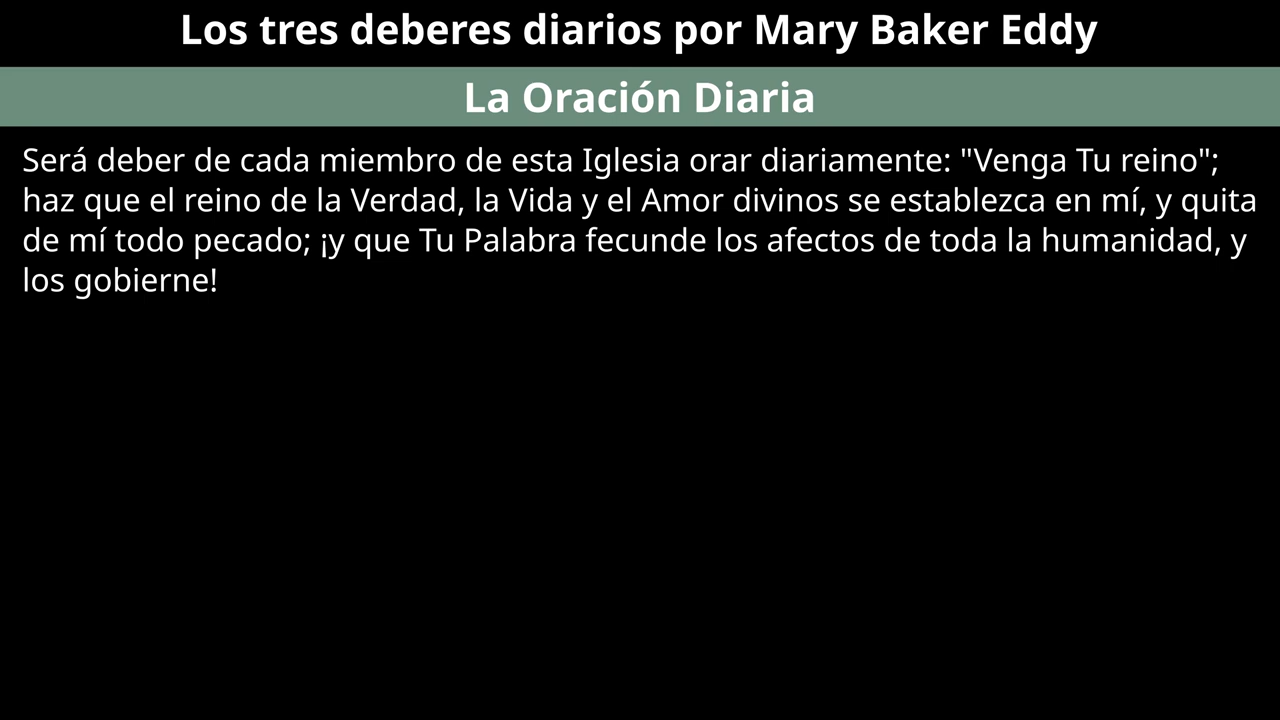 Los tres deberes diarios por Mary Baker Eddy
La Oración Diaria
Será deber de cada miembro de esta Iglesia orar diariamente: "Venga Tu reino";
haz que el reino de la Verdad, la Vida y el Amor divinos se establezca en mí, y quita
de mí todo pecado; ¡y que Tu Palabra fecunde los afectos de toda la humanidad, y
los gobierne!